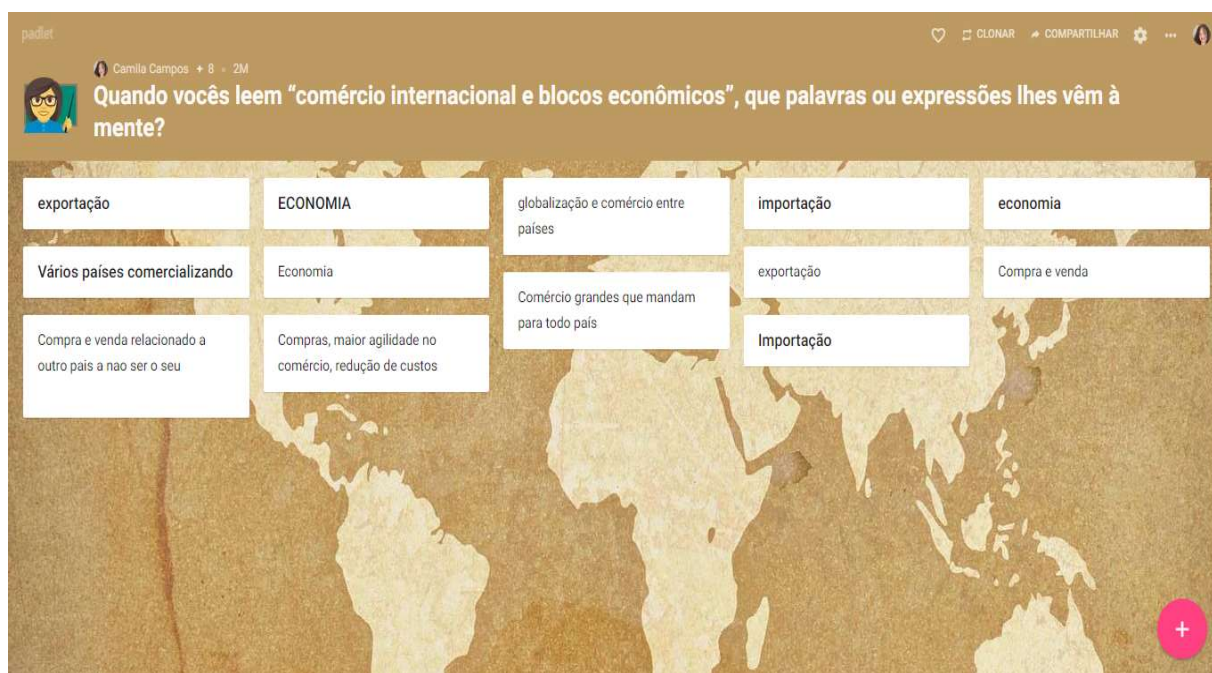 padlet
CLONAR
COMPARTILHAR
Camila Campos + 8 • 2M
Quando vocês leem “comércio internacional e blocos econômicos”, que palavras ou expressões lhes vêm à
mente?
exportação
Vários países comercializando
Compra e venda relacionado a
outro pais a nao ser o seu
ECONOMIA
Economia
Compras, maior agilidade no
comércio, redução de custos
globalização e comércio entre
países
Comércio grandes que mandam
para todo país
importação
exportação
Importação
economia
Compra e venda